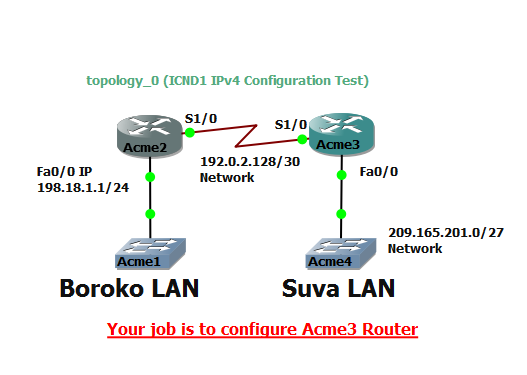 topology_0 (ICND1 IPv4 Configuration Test)
S1/0
S1/0
Acme2
Acme3
192.0.2.128/30
Network
Fa0/0 IP
198.18.1.1/24
Fa0/0
209.165.201.0/27
Network
Acme1
Acme4
Boroko LAN
Suva LAN
Your job is to configure Acme3 Router